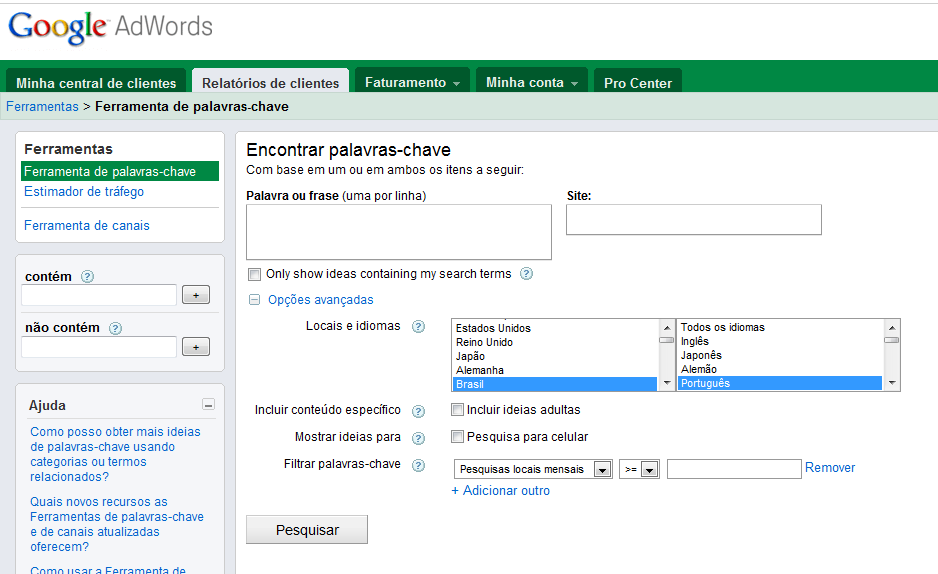 Google AdWords
Minha central de clientes Relatórios de clientes Faturamento Minha conta Pro Center
Ferramentas > Ferramenta de palavras-chave
Ferramentas
Ferramenta de palavras-chave
Estimador de tráfego
Ferramenta de canais
contém ?
+
não contém ?
+
Ajuda
Como posso obter mais ideias
de palavras-chave usando
categorias ou termos
relacionados?
Quais novos recursos as
Ferramentas de palavras-chave
e de canais atualizadas
oferecem?
Como usar a Ferramenta de
Encontrar palavras-chave
Com base em um ou em ambos os itens a seguir:
Palavra ou frase (uma por linha) Site:
Only show ideas containing my search terms ?
Opções avançadas
Locais e idiomas ?
Estados Unidos
Reino Unido
Japão
Alemanha
Brasil
Todos os idiomas
Inglês
Japonês
Alemão
Português
Incluir conteúdo específico ? Incluir ideias adultas
Mostrar ideias para ? Pesquisa para celular
Filtrar palavras-chave ? Pesquisas locais mensais >= Remover
+ Adicionar outro
Pesquisar